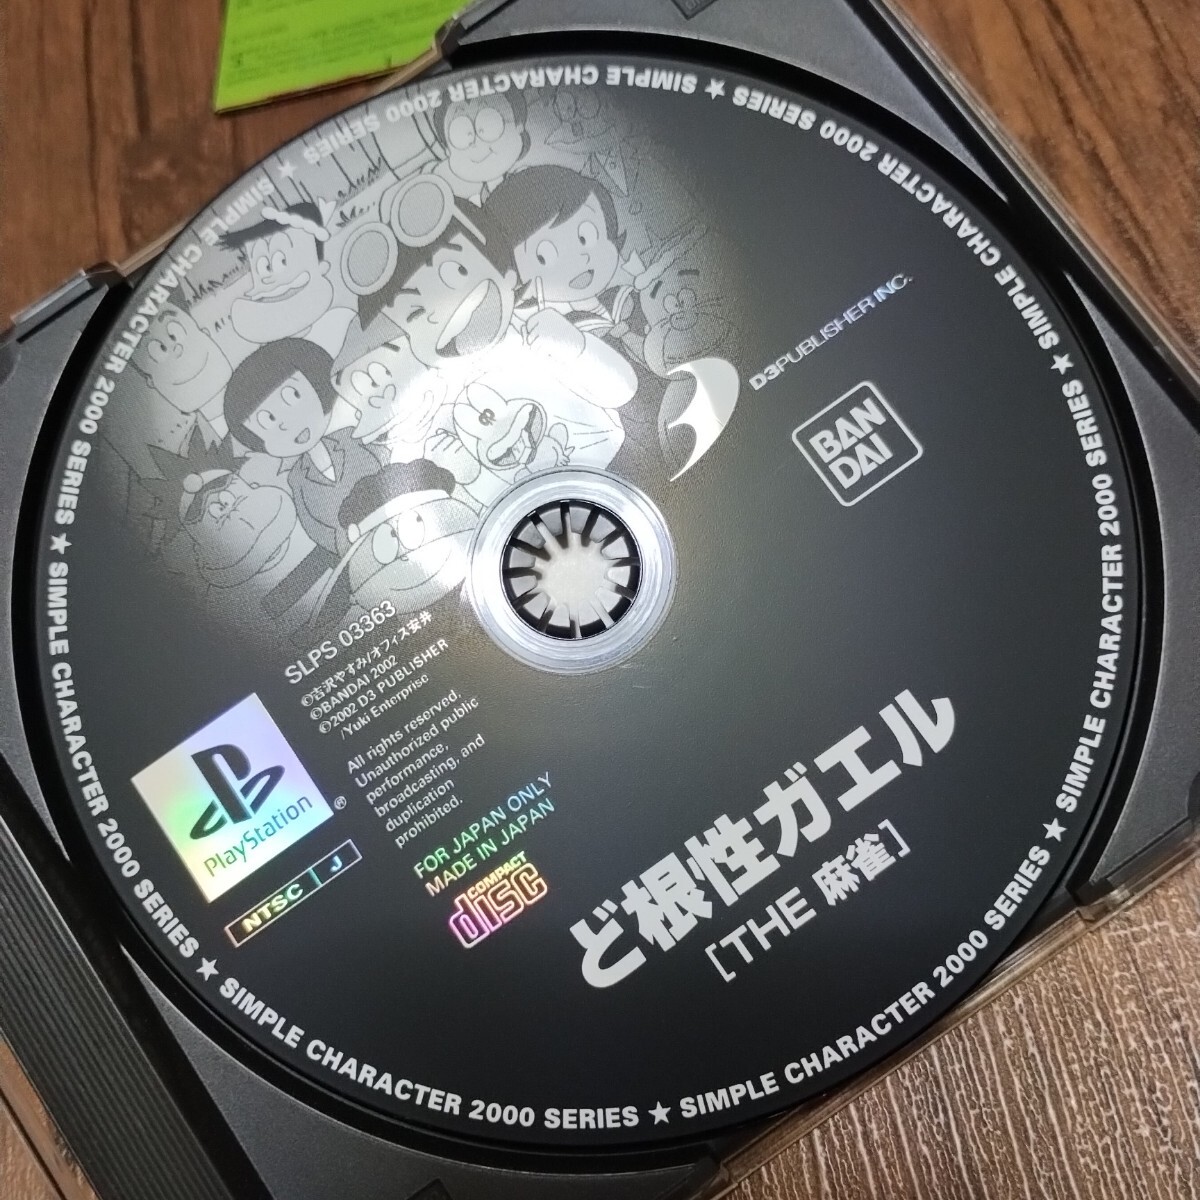 SIMPLE CHARACTER 2000 SERIES ★ SIMPLE CHARACTER 2000 SERIES ★ SIMPLE CHARACTER 2000 SERIES ★ SIMPLE CHARACTER 2000 SERIES ★ SIMPLE CHARACTER 2000 SERIES ★ SIMPLE CHARACTER 2000 SERIES ★ SIMPLE CHARACTER 2000 SERIES ★
D3PUBLISHER INC.
BAN
DAI
SLPS 03363
©吉沢やすみ/オフィス安井
©BANDAI 2002
©2002 D3 PUBLISHER
/Yuki Enterprise
All rights reserved.
Unauthorized public
performance,
broadcasting, and
duplication
prohibited.
PlayStation
®
NTSC J
FOR JAPAN ONLY
MADE IN JAPAN
COMPACT
disc
ど根性ガエル
[THE 麻雀]